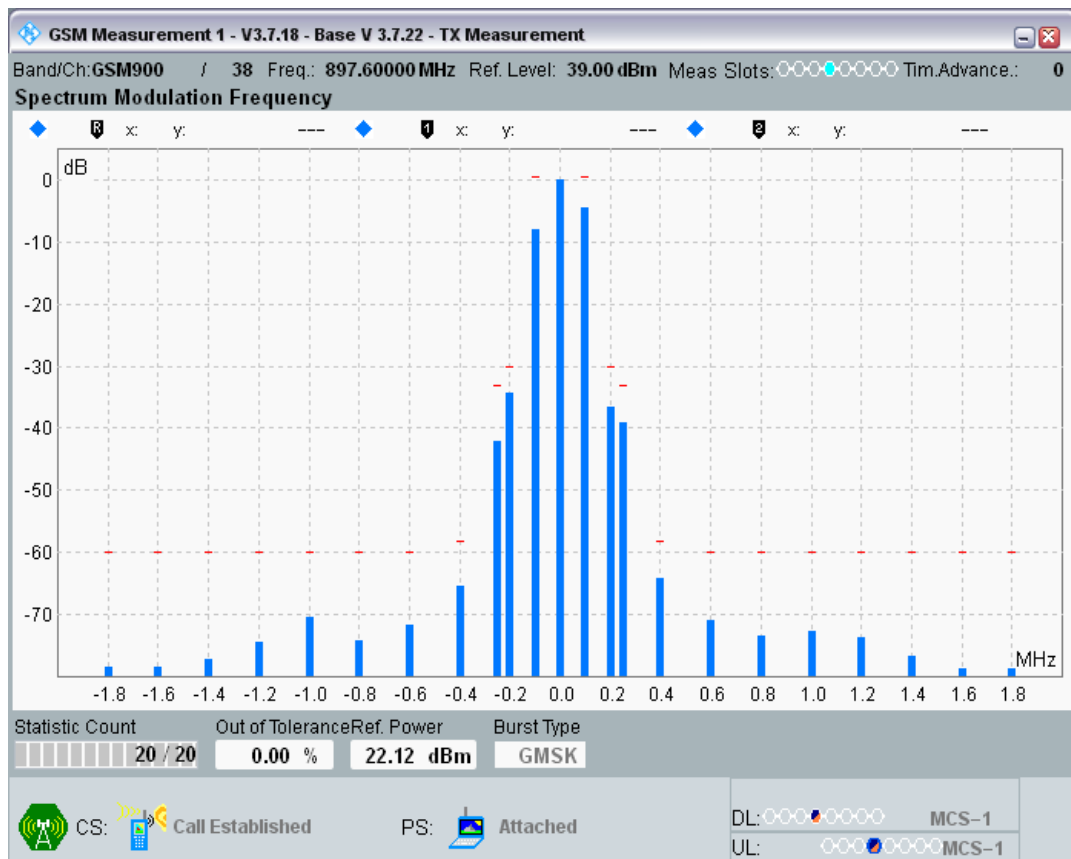 GSM Measurement 1 - V3.7.18 - Base V 3.7.22 - TX Measurement
Band/Ch:GSM900 / 38 Freq.: 897.60000 MHz Ref. Level: 39.00 dBm Meas Slots: Tim.Advance.: 0
Spectrum Modulation Frequency
R x: y: --- 1 x: y: --- 2 x: y: ---
dB
0
-10
-20
-30
-40
-50
-60
-70
MHz
-1.8 -1.6 -1.4 -1.2 -1.0 -0.8 -0.6 -0.4 -0.2 0.0 0.2 0.4 0.6 0.8 1.0 1.2 1.4 1.6 1.8
Statistic Count Out of Tolerance Ref. Power Burst Type
20 / 20 0.00 % 22.12 dBm GMSK
CS: Call Established PS: Attached
DL: MCS-1
UL: MCS-1